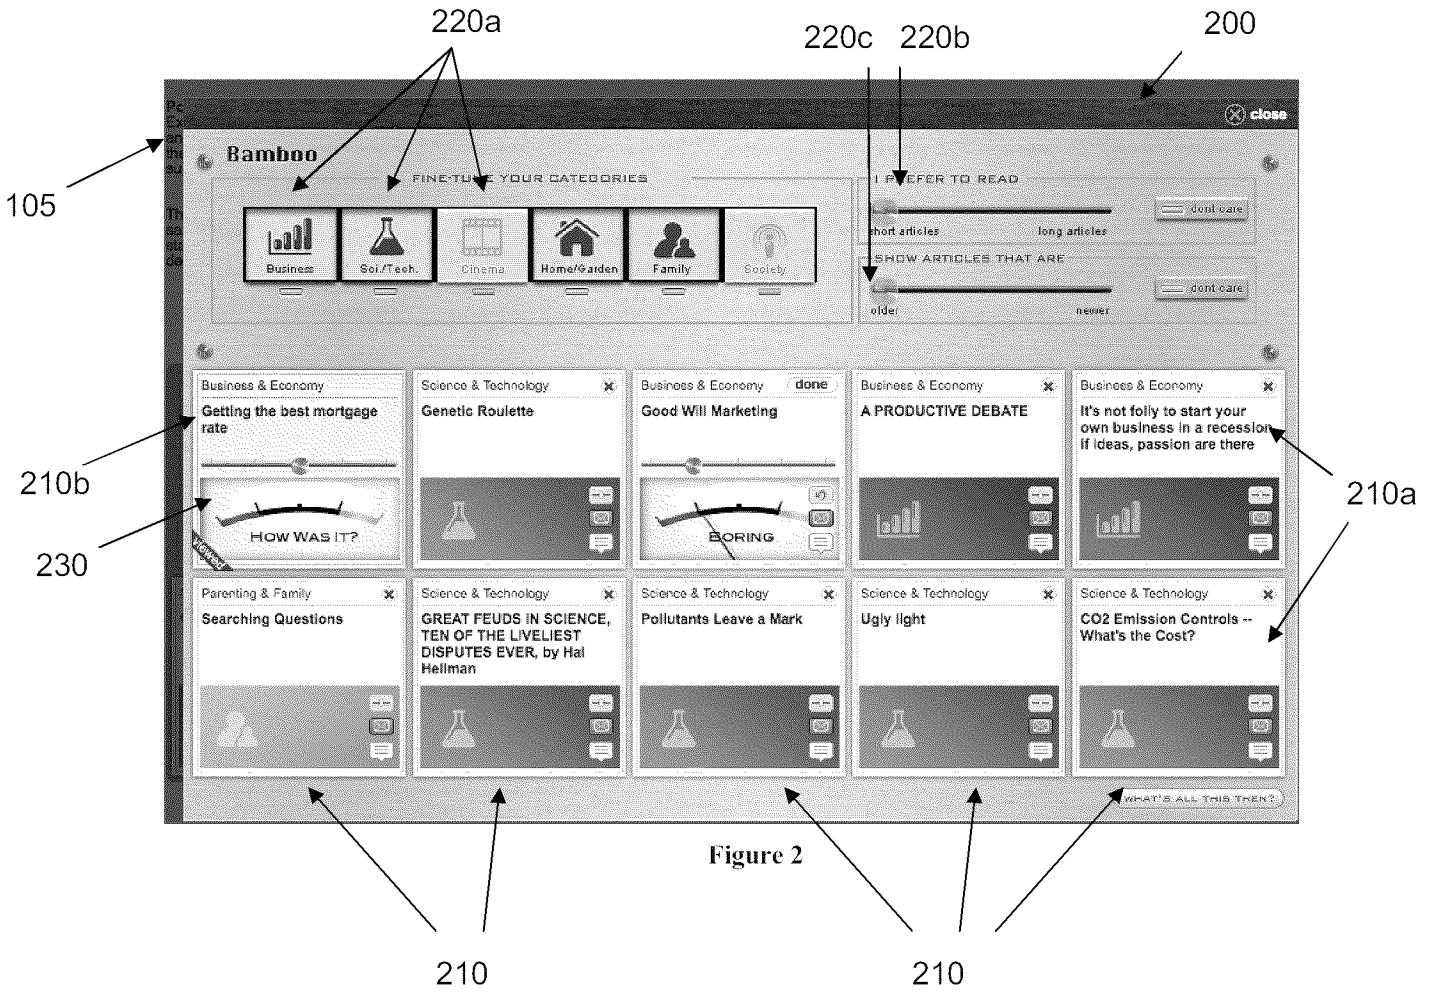 220a
220c 220b
200
close
105
Bamboo
FINE-TUNE YOUR CATEGORIES
Business
Sci./Tech.
Cinema
Home/Garden
Family
Society
I PREFER TO READ
short articles
long articles
dont care
SHOW ARTICLES THAT ARE
older
newer
dont care
Business & Economy
Getting the best mortgage
rate
HOW WAS IT?
viewed
Science & Technology
Genetic Roulette
Business & Economy
done
Good Will Marketing
BORING
Business & Economy
A PRODUCTIVE DEBATE
Business & Economy
It's not folly to start your
own business in a recession
if ideas, passion are there
210b
230
210a
Parenting & Family
Searching Questions
Science & Technology
GREAT FEUDS IN SCIENCE,
TEN OF THE LIVELIEST
DISPUTES EVER, by Hal
Hellman
Science & Technology
Pollutants Leave a Mark
Science & Technology
Ugly light
Science & Technology
CO2 Emission Controls --
What's the Cost?
WHAT'S ALL THIS THEN?
Figure 2
210
210